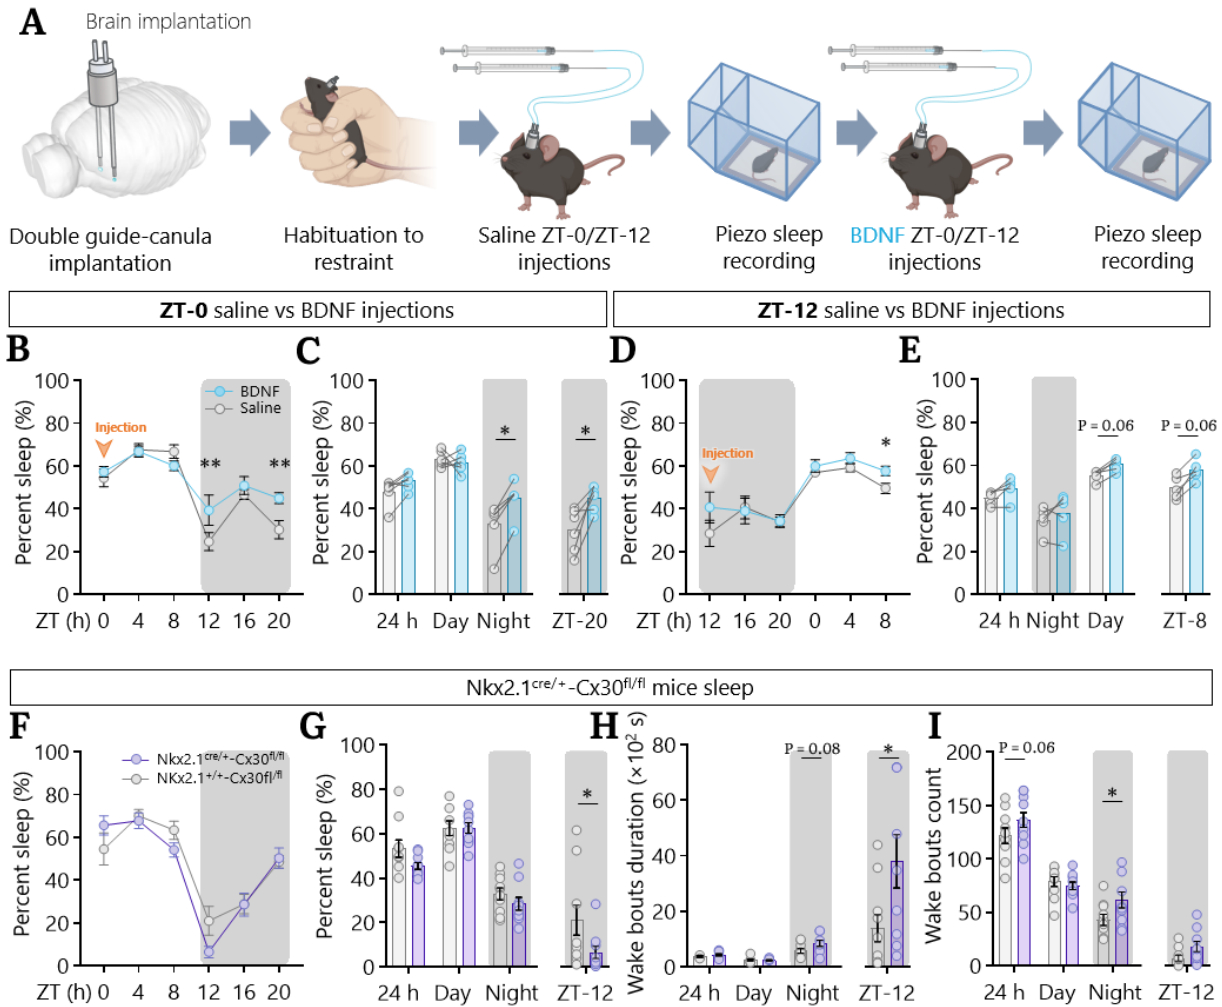 A
Brain implantation
Double guide-canula
implantation
Habituation to
restraint
Saline ZT-0/ZT-12
injections
Piezo sleep
recording
BDNF ZT-0/ZT-12
injections
Piezo sleep
recording
ZT-0 saline vs BDNF injections
ZT-12 saline vs BDNF injections
B
Percent sleep (%)
100
80
60
40
20
0
BDNF
Saline
Injection
**
**
ZT (h) 0 4 8 12 16 20
C
Percent sleep (%)
100
80
60
40
20
0
*
*
24 h Day Night ZT-20
D
Percent sleep (%)
100
80
60
40
20
0
Injection
*
ZT (h) 12 16 20 0 4 8
E
Percent sleep (%)
100
80
60
40
20
0
P = 0.06
P = 0.06
24 h Night Day ZT-8
Nkx2.1cre/+-Cx30fl/fl mice sleep
F
Percent sleep (%)
100
80
60
40
20
0
Nkx2.1cre/+-Cx30fl/fl
NKx2.1+/+-Cx30fl/fl
ZT (h) 0 4 8 12 16 20
G
Percent sleep (%)
100
80
60
40
20
0
*
24 h Day Night ZT-12
H
Wake bouts duration (×10² s)
80
60
40
20
0
P = 0.08
*
24 h Day Night ZT-12
I
Wake bouts count
200
150
100
50
0
P = 0.06
*
24 h Day Night ZT-12